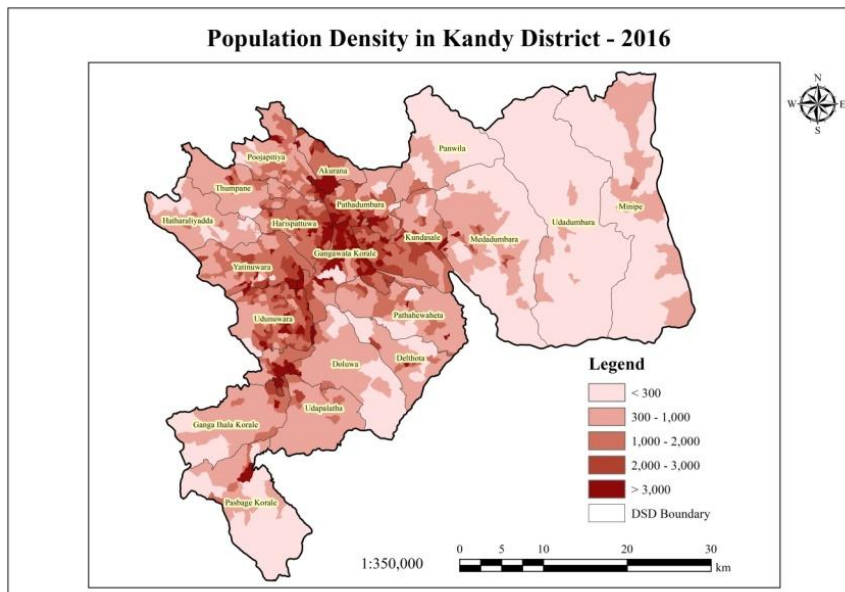 Population Density in Kandy District - 2016
N
W
E
S
Panwila
Poojapitiya
Akurana
Thumpane
Pathadumbara
Minipe
Hatharaliyadda
Harispattuwa
Udadumbara
Kundasale
Medadumbara
Gangawata Korale
Yatinuwara
Pathahewaheta
Udunuwara
Delthota
Doluwa
Udapalatha
Ganga Ihala Korale
Pasbage Korale
Legend
< 300
300 - 1,000
1,000 - 2,000
2,000 - 3,000
> 3,000
DSD Boundary
1:350,000
0 5 10 20 30
km